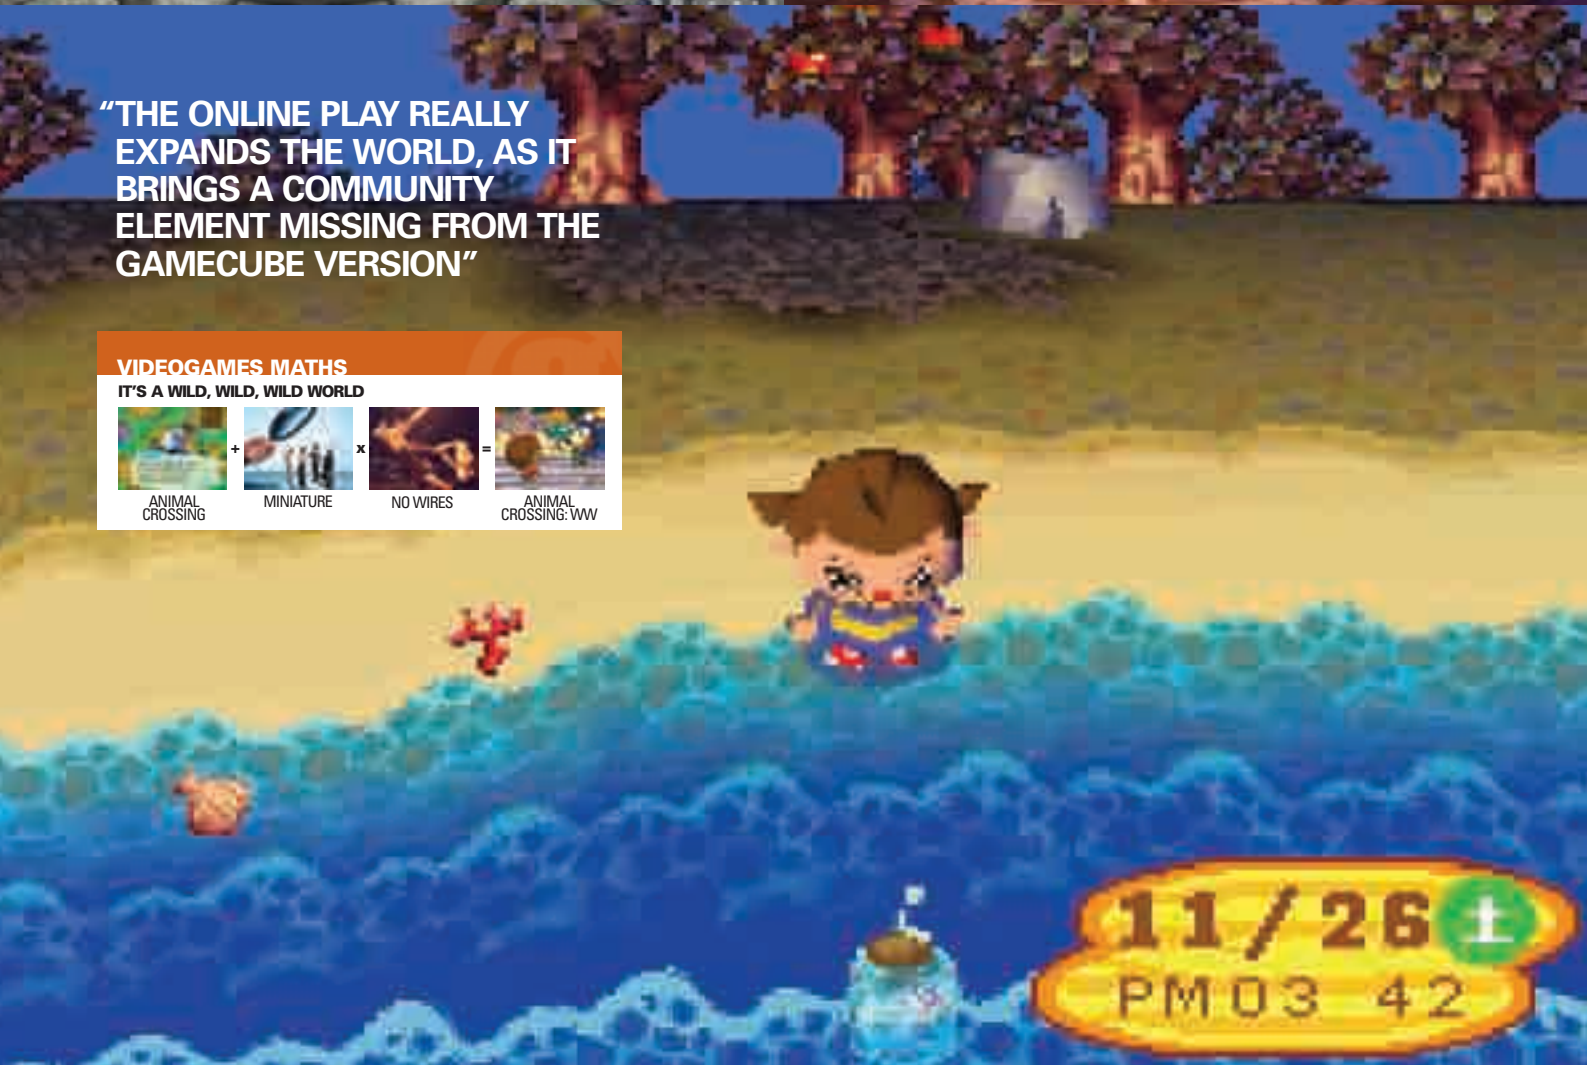 “THE ONLINE PLAY REALLY
EXPANDS THE WORLD, AS IT
BRINGS A COMMUNITY
ELEMENT MISSING FROM THE
GAMECUBE VERSION”
VIDEOGAMES MATHS
IT'S A WILD, WILD, WILD WORLD
+ x =
ANIMAL
CROSSING
MINIATURE
NO WIRES
ANIMAL
CROSSING: WW
11/26 土
PM 03 42